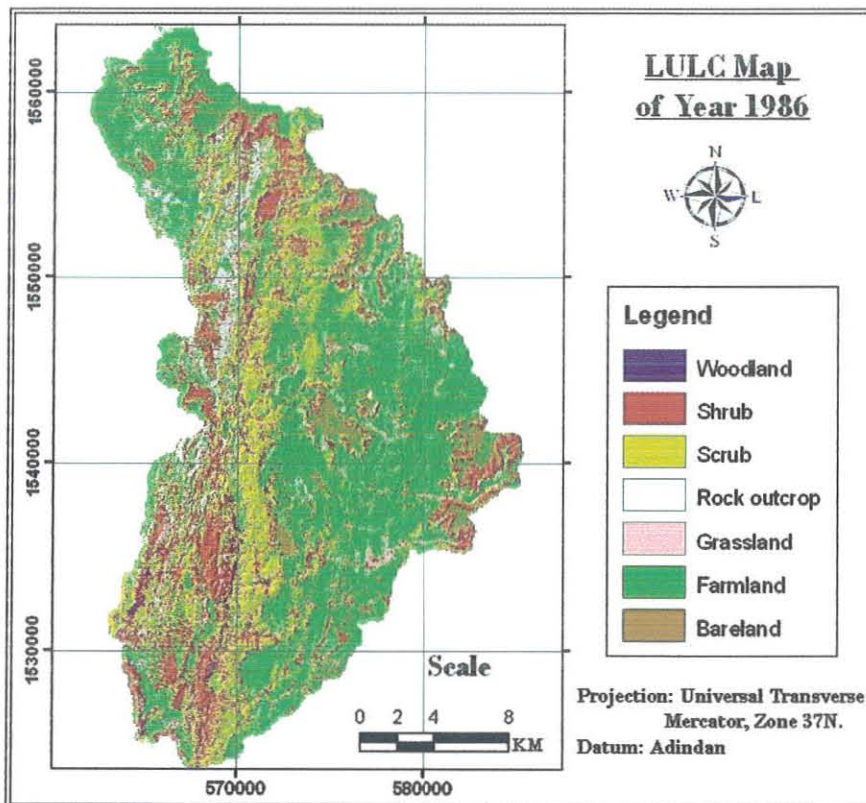 LULC Map
of Year 1986
N
W E
S
1560000
1550000
1540000
1530000
570000
580000
Legend
Woodland
Shrub
Scrub
Rock outcrop
Grassland
Farmland
Bareland
Scale
0 2 4 8
KM
Projection: Universal Transverse
Mercator, Zone 37N.
Datum: Adindan